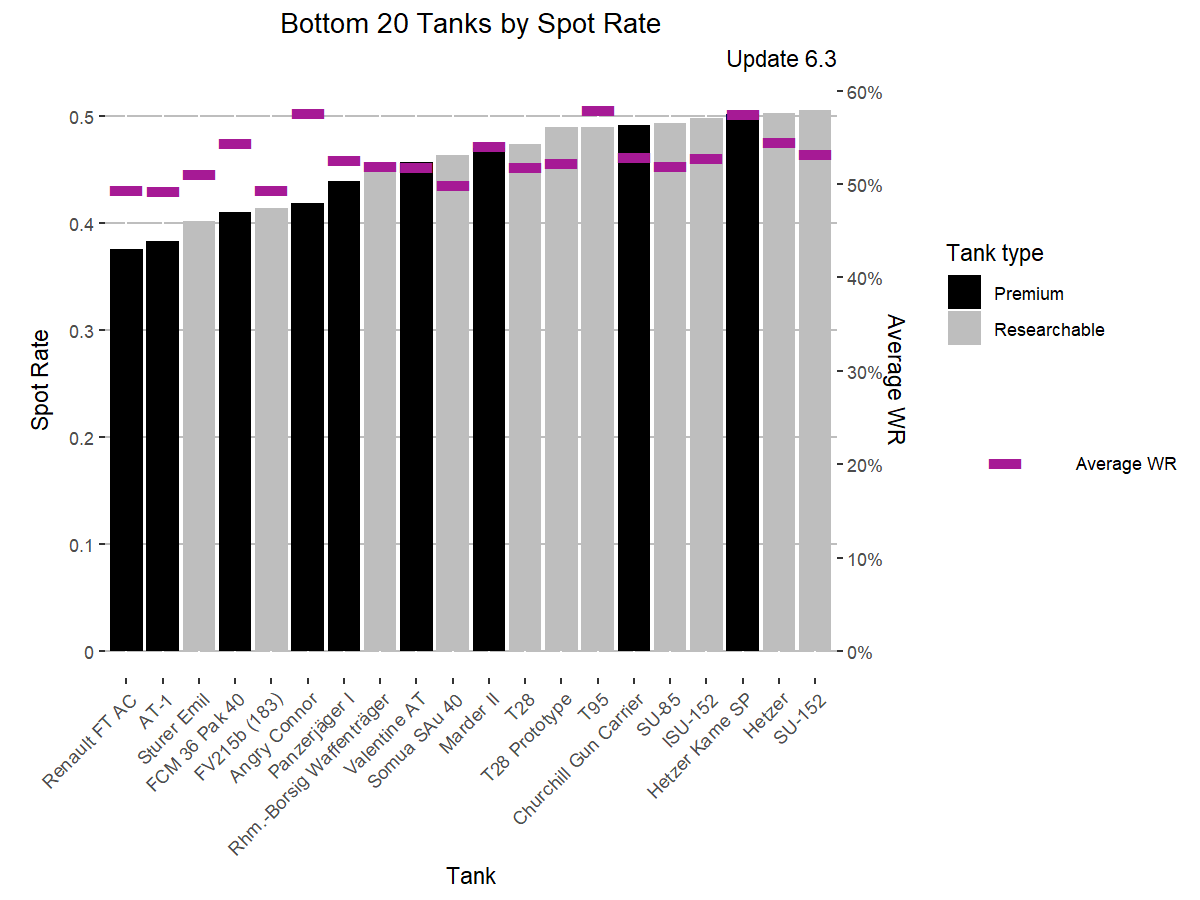 Bottom 20 Tanks by Spot Rate
Update 6.3
60%
0.5
50%
0.4
40%
0.3
30%
0.2
20%
0.1
10%
0
0%
Spot Rate
Average WR
Tank type
Premium
Researchable
Average WR
Renault FT AC
AT-1
Sturer Emil
FCM 36 Pak 40
FV215b (183)
Angry Connor
Panzerjäger I
Rhm.-Borsig Waffenträger
Valentine AT
Somua SAu 40
Marder II
T28
T28 Prototype
T95
Churchill Gun Carrier
SU-85
ISU-152
Hetzer Kame SP
Hetzer
SU-152
Tank